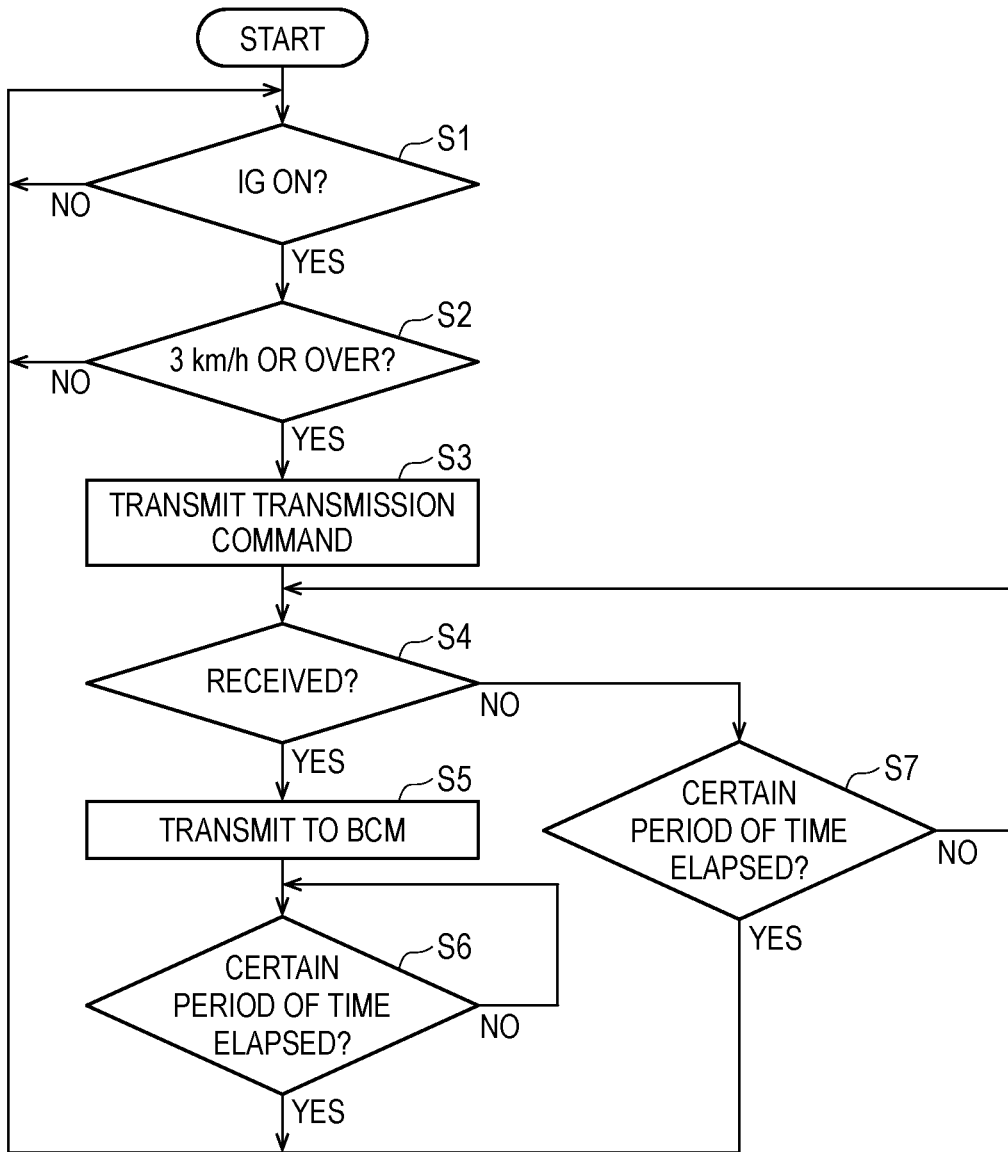 START
S1
IG ON?
NO
YES
S2
3 km/h OR OVER?
NO
YES
S3
TRANSMIT TRANSMISSION
COMMAND
S4
RECEIVED?
NO
YES
S5
TRANSMIT TO BCM
S7
CERTAIN
PERIOD OF TIME
ELAPSED?
NO
YES
S6
CERTAIN
PERIOD OF TIME
ELAPSED?
NO
YES